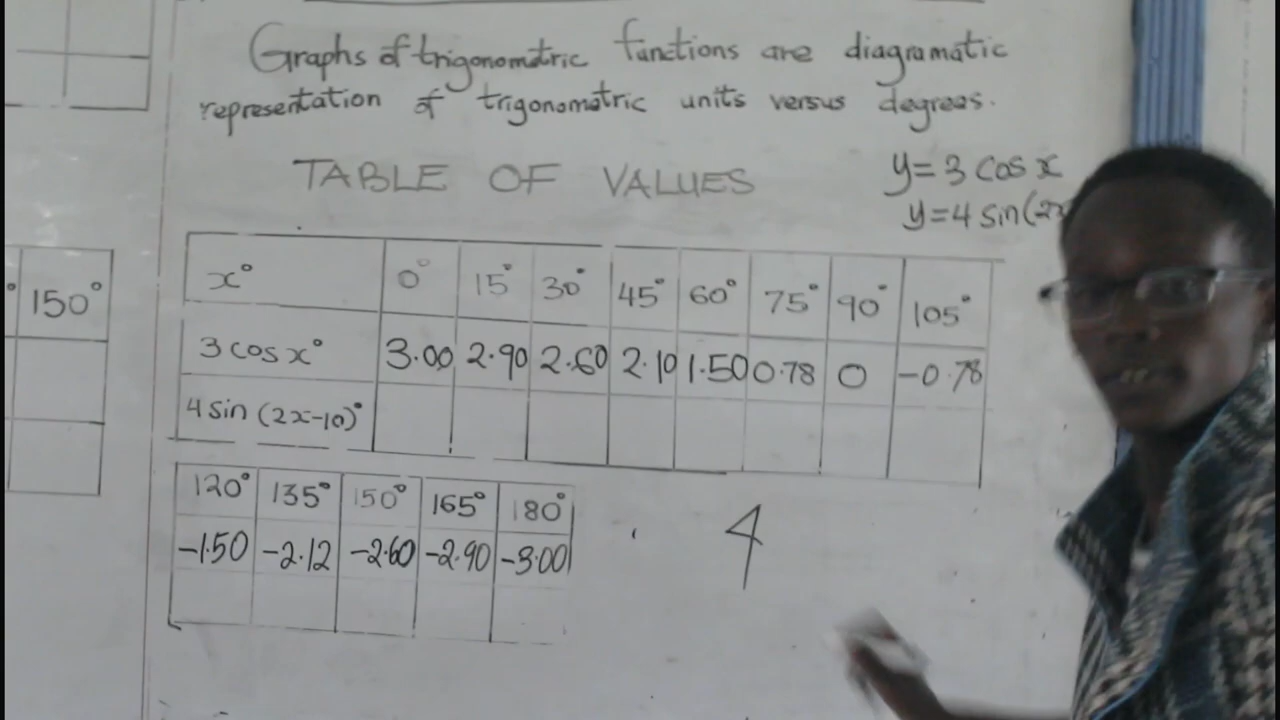 Graphs of trigonometric functions are diagramatic
representation of trigonometric units versus degrees.
TABLE OF VALUES
y=3 cos x
y=4 sin(2x
x° 0° 15° 30° 45° 60° 75° 90° 105°
3 cos x° 3.00 2.90 2.60 2.10 1.50 0.78 0 -0.78
4 sin (2x-10)°
120° 135° 150° 165° 180°
-1.50 -2.12 -2.60 -2.90 -3.00
4
° 150°